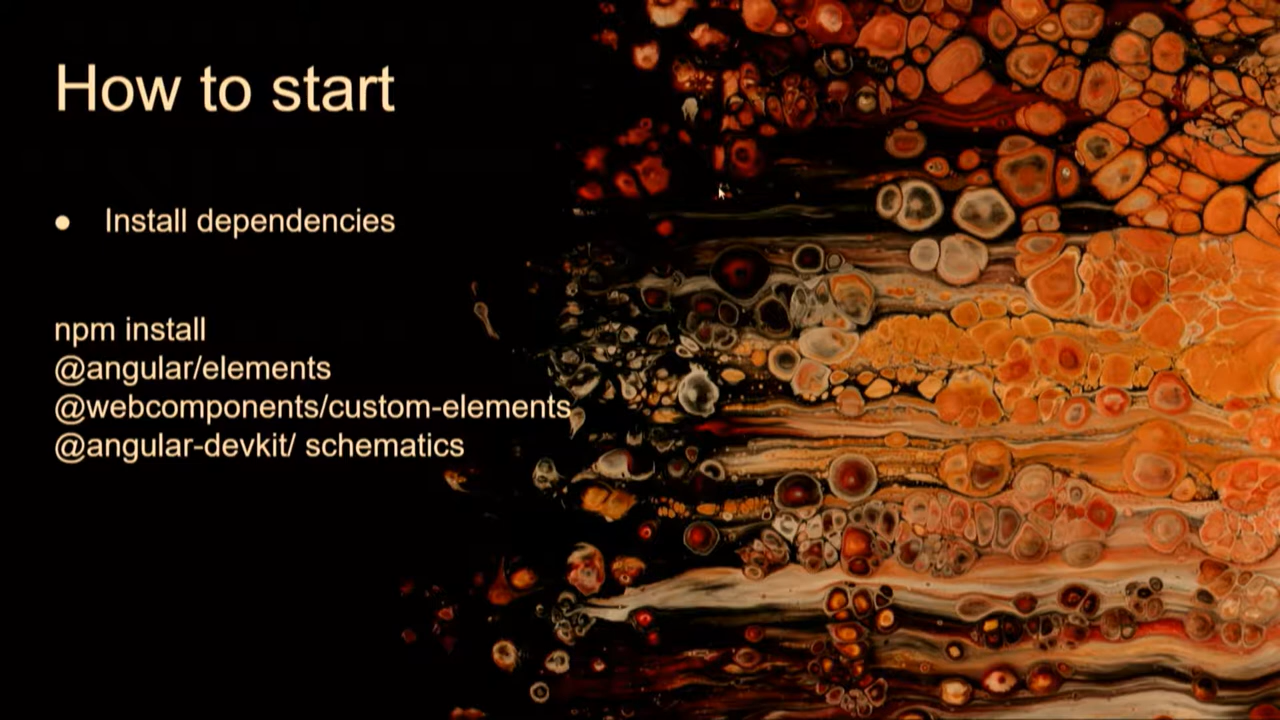 How to start
● Install dependencies
npm install
@angular/elements
@webcomponents/custom-elements
@angular-devkit/ schematics